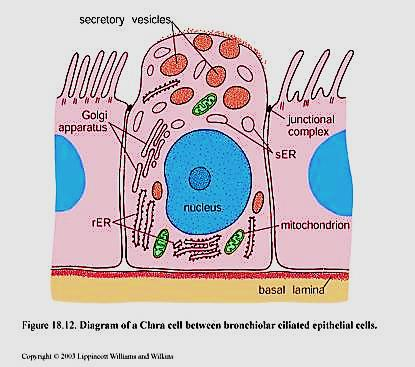 secretory vesicles
Golgi
apparatus
junctional
complex
sER
nucleus
rER
mitochondrion
basal lamina
Figure 18.12. Diagram of a Clara cell between bronchiolar ciliated epithelial cells.
Copyright © 2003 Lippincott Williams and Wilkins